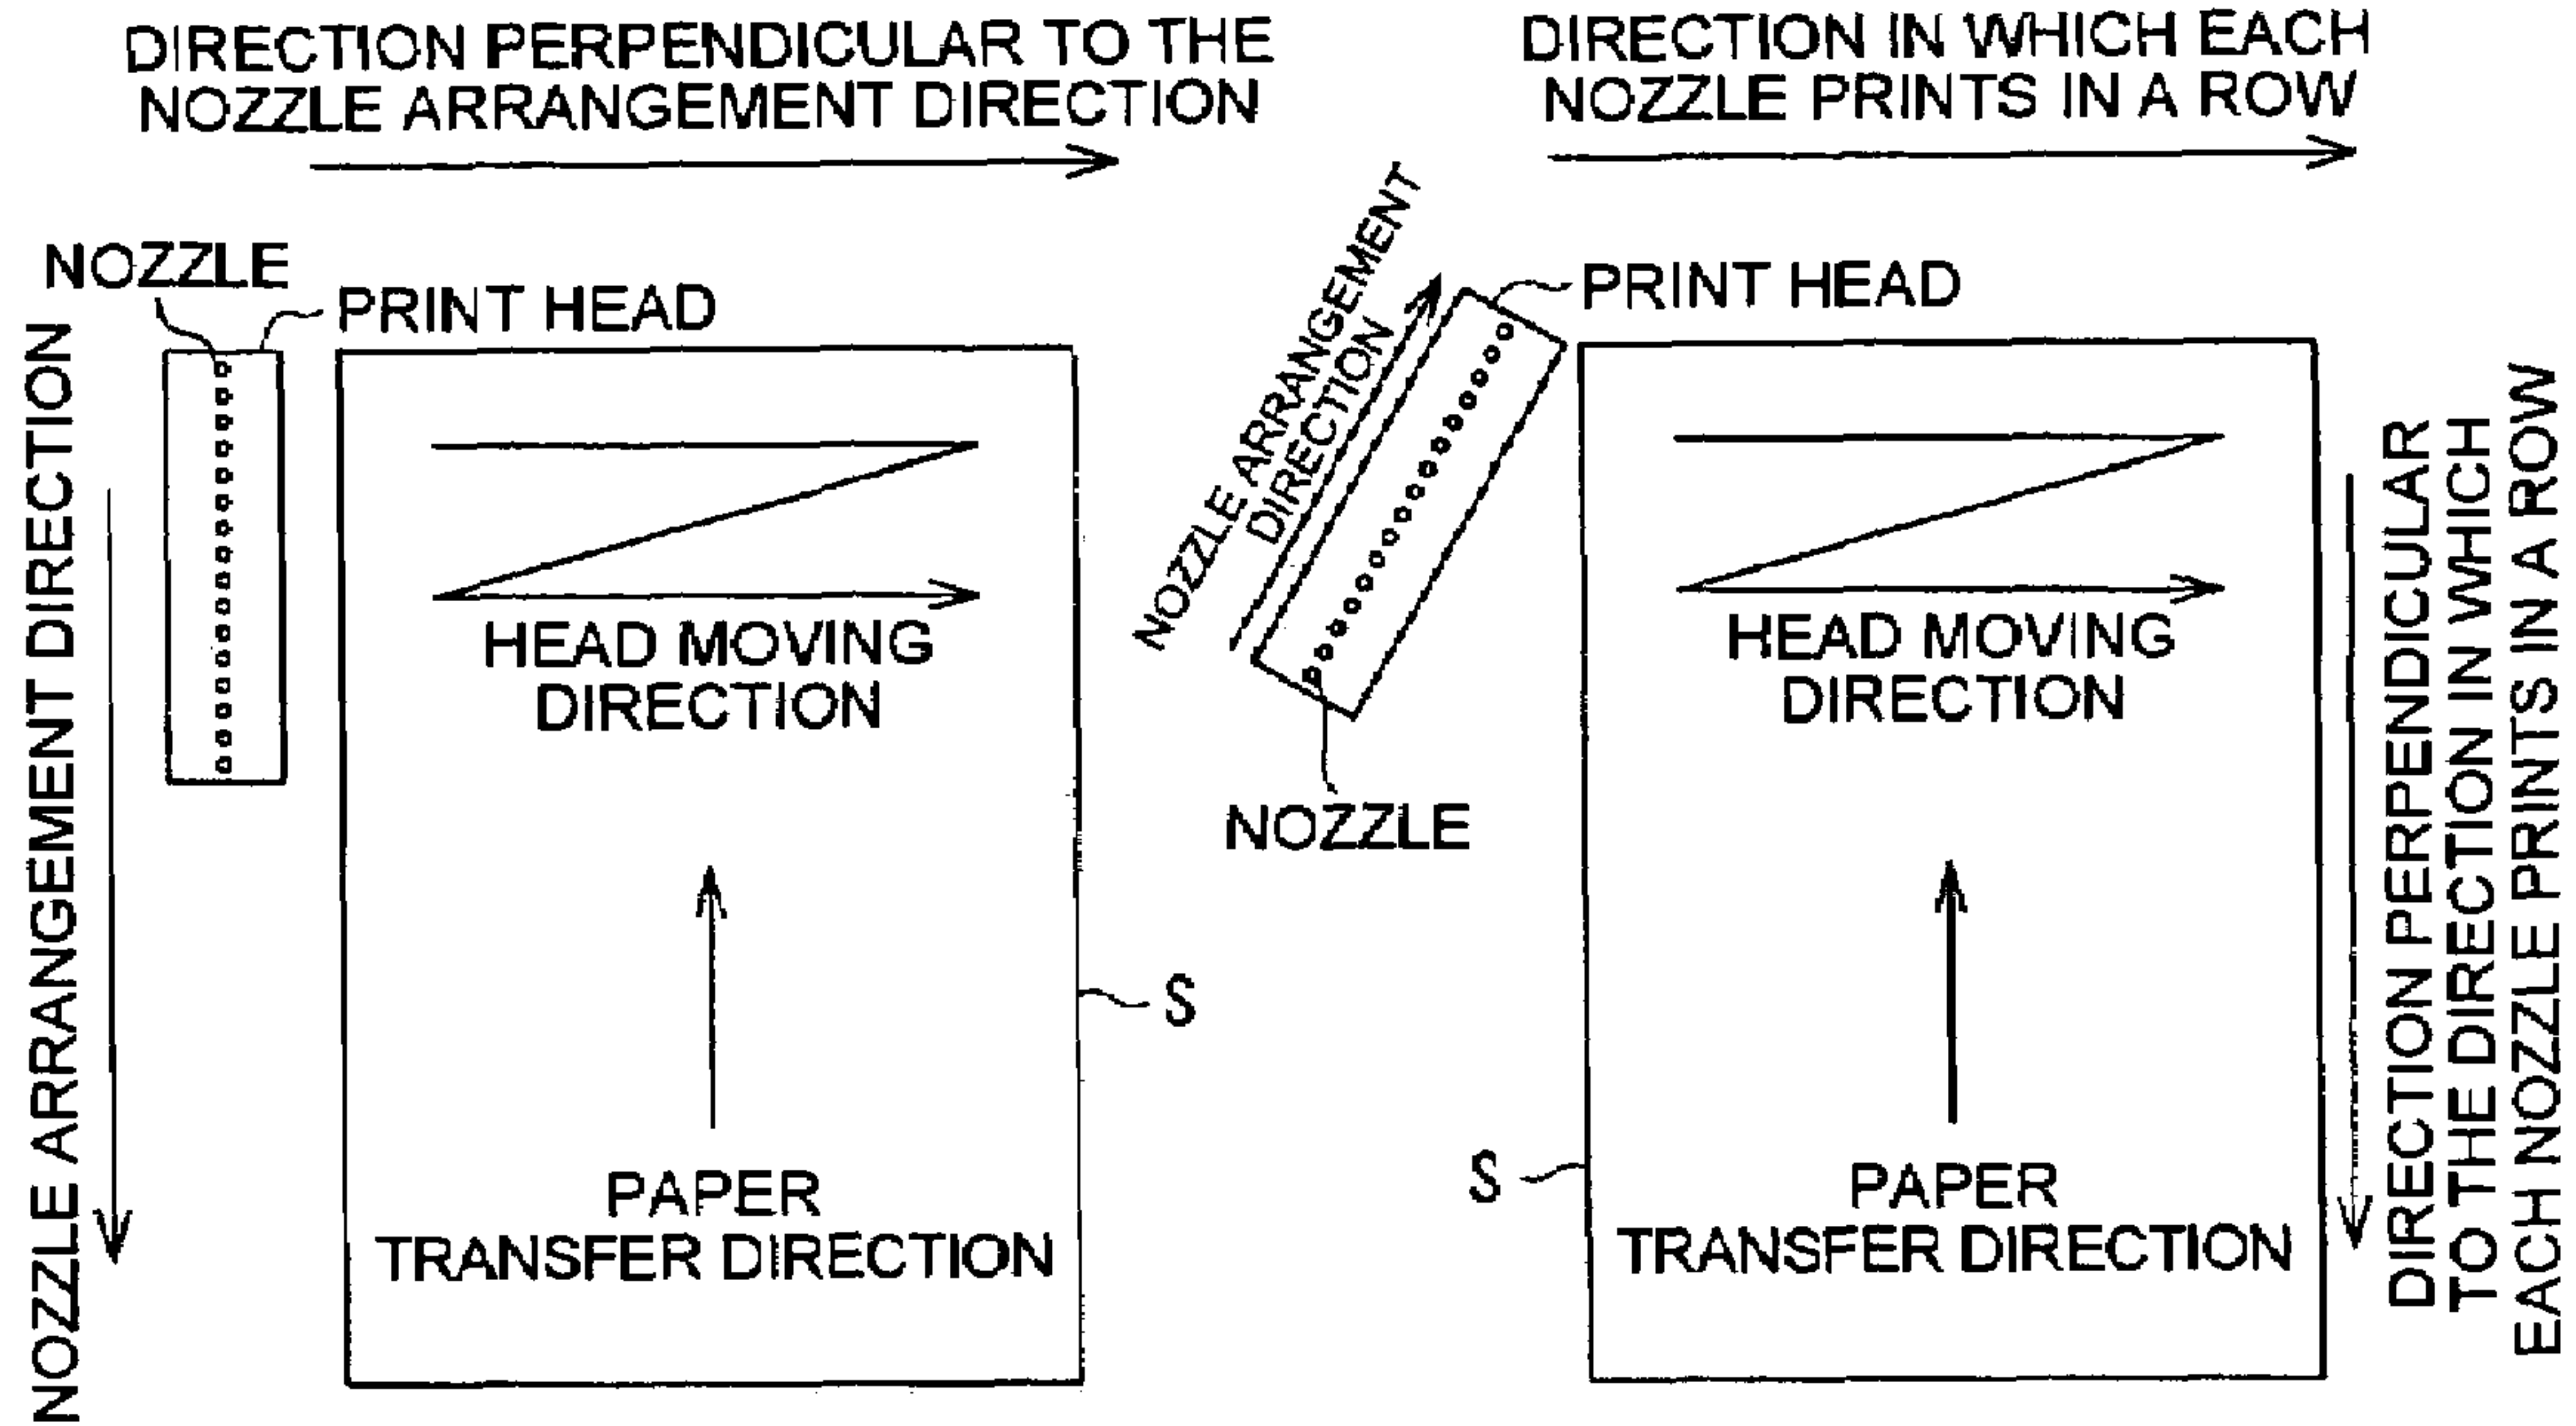 DIRECTION PERPENDICULAR TO THE
NOZZLE ARRANGEMENT DIRECTION
NOZZLE
PRINT HEAD
NOZZLE ARRANGEMENT DIRECTION
HEAD MOVING
DIRECTION
S
PAPER
TRANSFER DIRECTION
DIRECTION IN WHICH EACH
NOZZLE PRINTS IN A ROW
NOZZLE ARRANGEMENT
DIRECTION
PRINT HEAD
NOZZLE
HEAD MOVING
DIRECTION
S
PAPER
TRANSFER DIRECTION
DIRECTION PERPENDICULAR
TO THE DIRECTION IN WHICH
EACH NOZZLE PRINTS IN A ROW